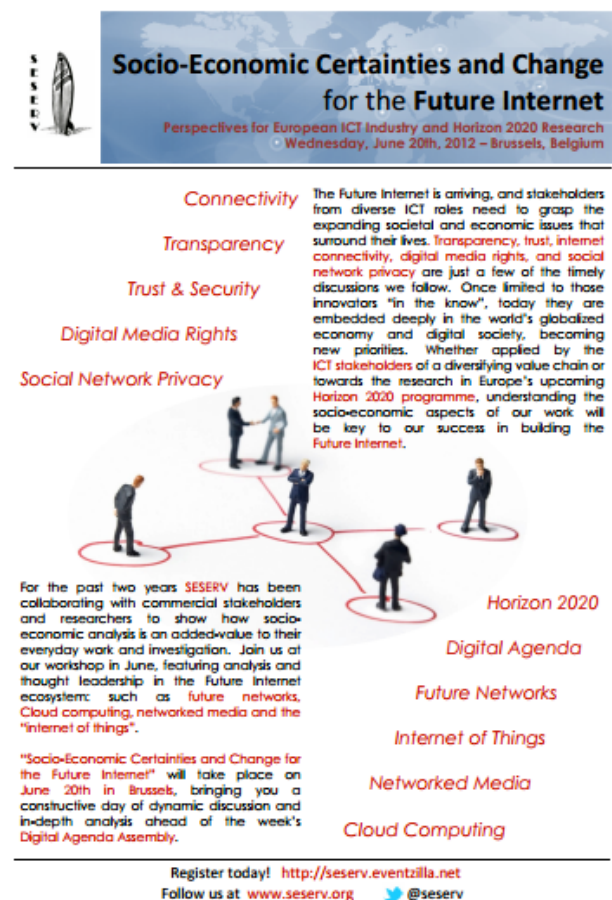 SESERV
Socio-Economic Certainties and Change
for the Future Internet
Perspectives for European ICT Industry and Horizon 2020 Research
Wednesday, June 20th, 2012 – Brussels, Belgium
Connectivity
Transparency
Trust & Security
Digital Media Rights
Social Network Privacy
The Future Internet is arriving, and stakeholders
from diverse ICT roles need to grasp the
expanding societal and economic issues that
surround their lives. Transparency, trust, internet
connectivity, digital media rights, and social
network privacy are just a few of the timely
discussions we follow. Once limited to those
innovators "in the know", today they are
embedded deeply in the world's globalized
economy and digital society, becoming
new priorities. Whether applied by the
ICT stakeholders of a diversifying value chain or
towards the research in Europe's upcoming
Horizon 2020 programme, understanding the
socio-economic aspects of our work will
be key to our success in building the
Future Internet.
For the past two years SESERV has been
collaborating with commercial stakeholders
and researchers to show how socio-
economic analysis is an added-value to their
everyday work and investigation. Join us at
our workshop in June, featuring analysis and
thought leadership in the Future Internet
ecosystem: such as future networks,
Cloud computing, networked media and the
"internet of things".
"Socio-Economic Certainties and Change for
the Future Internet" will take place on
June 20th in Brussels, bringing you a
constructive day of dynamic discussion and
in-depth analysis ahead of the week's
Digital Agenda Assembly.
Horizon 2020
Digital Agenda
Future Networks
Internet of Things
Networked Media
Cloud Computing
Register today! http://seserv.eventzilla.net
Follow us at www.seserv.org @seserv